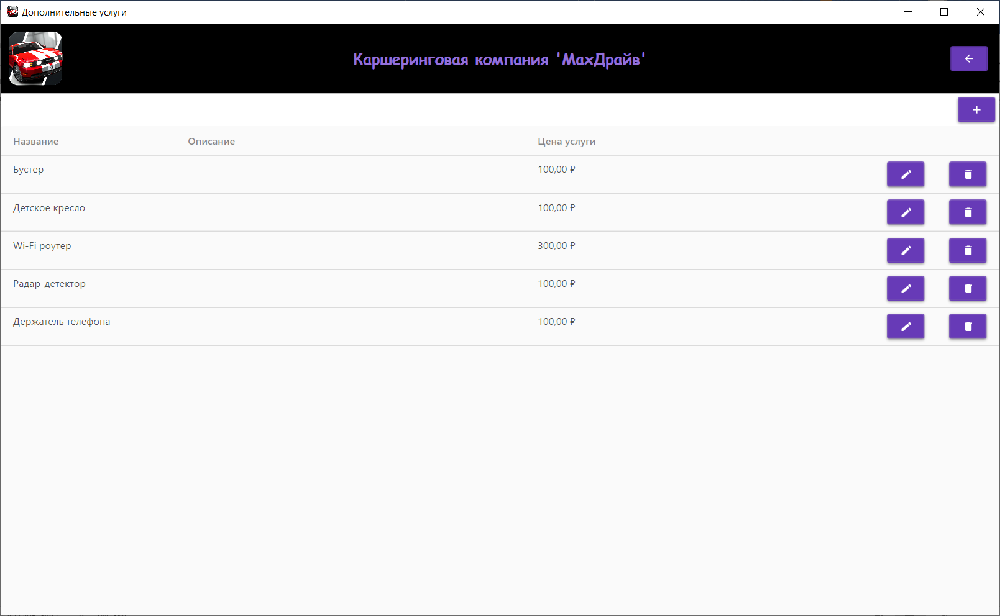 Дополнительные услуги
Каршеринговая компания 'МахДрайв'
Название Описание Цена услуги
Бустер 100,00 ₽
Детское кресло 100,00 ₽
Wi-Fi роутер 300,00 ₽
Радар-детектор 100,00 ₽
Держатель телефона 100,00 ₽